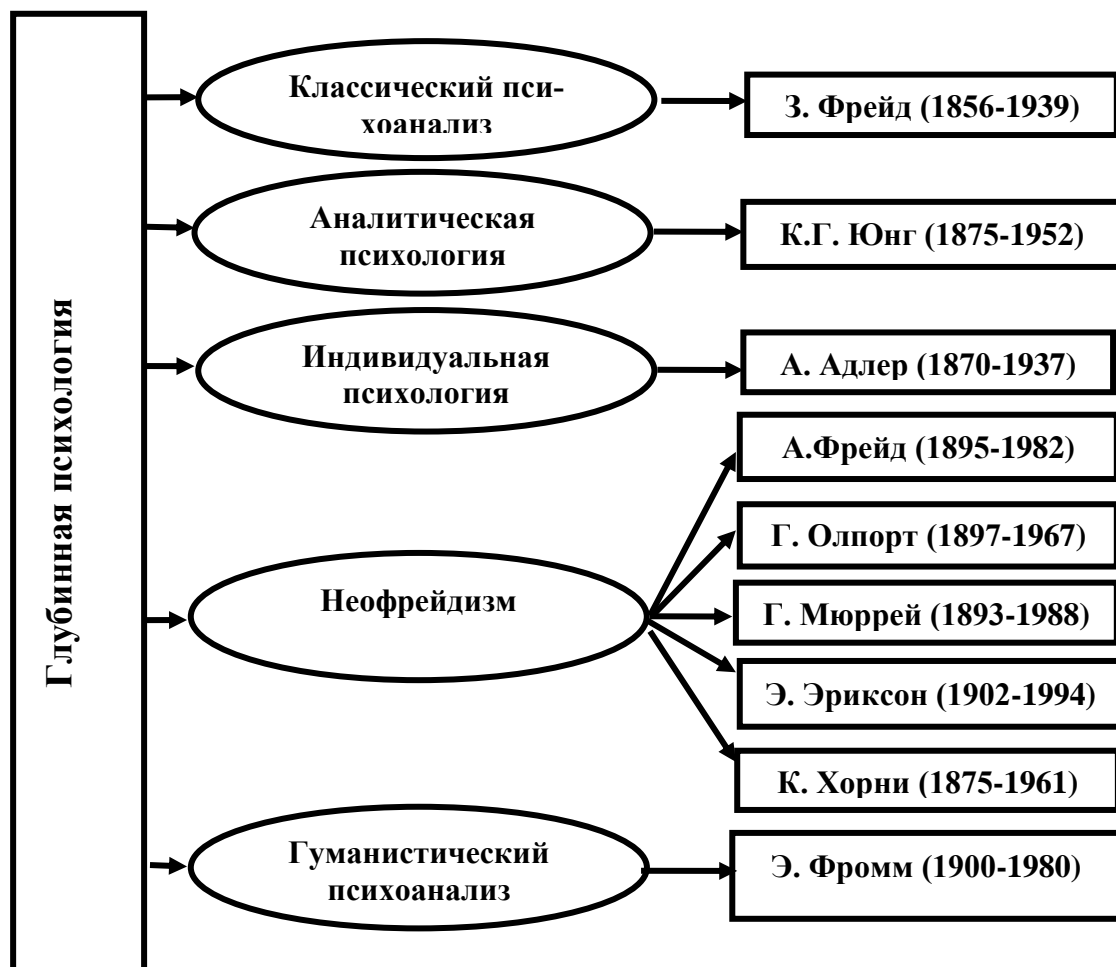 Глубинная психология
Классический пси-
хоанализ
З. Фрейд (1856-1939)
Аналитическая
психология
К.Г. Юнг (1875-1952)
Индивидуальная
психология
А. Адлер (1870-1937)
Неофрейдизм
А.Фрейд (1895-1982)
Г. Олпорт (1897-1967)
Г. Мюррей (1893-1988)
Э. Эриксон (1902-1994)
К. Хорни (1875-1961)
Гуманистический
психоанализ
Э. Фромм (1900-1980)